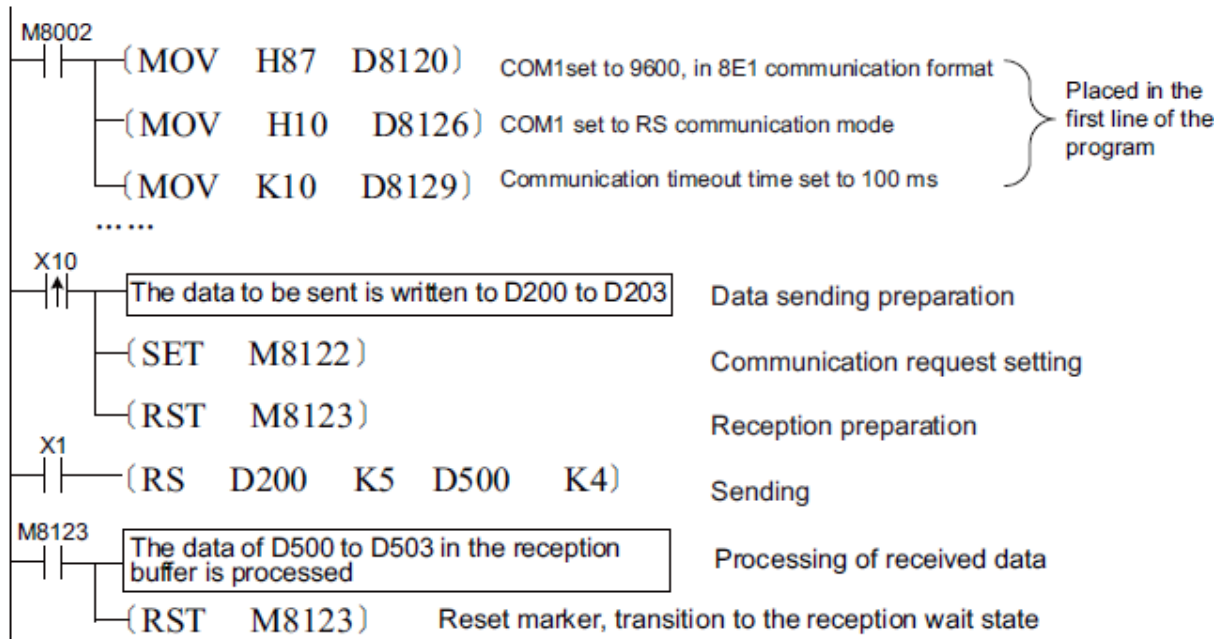 M8002
(MOV H87 D8120) COM1set to 9600, in 8E1 communication format
(MOV H10 D8126) COM1 set to RS communication mode
(MOV K10 D8129) Communication timeout time set to 100 ms
Placed in the
first line of the
program
......
X10
The data to be sent is written to D200 to D203 Data sending preparation
(SET M8122) Communication request setting
(RST M8123) Reception preparation
X1
(RS D200 K5 D500 K4) Sending
M8123
The data of D500 to D503 in the reception
buffer is processed
Processing of received data
(RST M8123) Reset marker, transition to the reception wait state